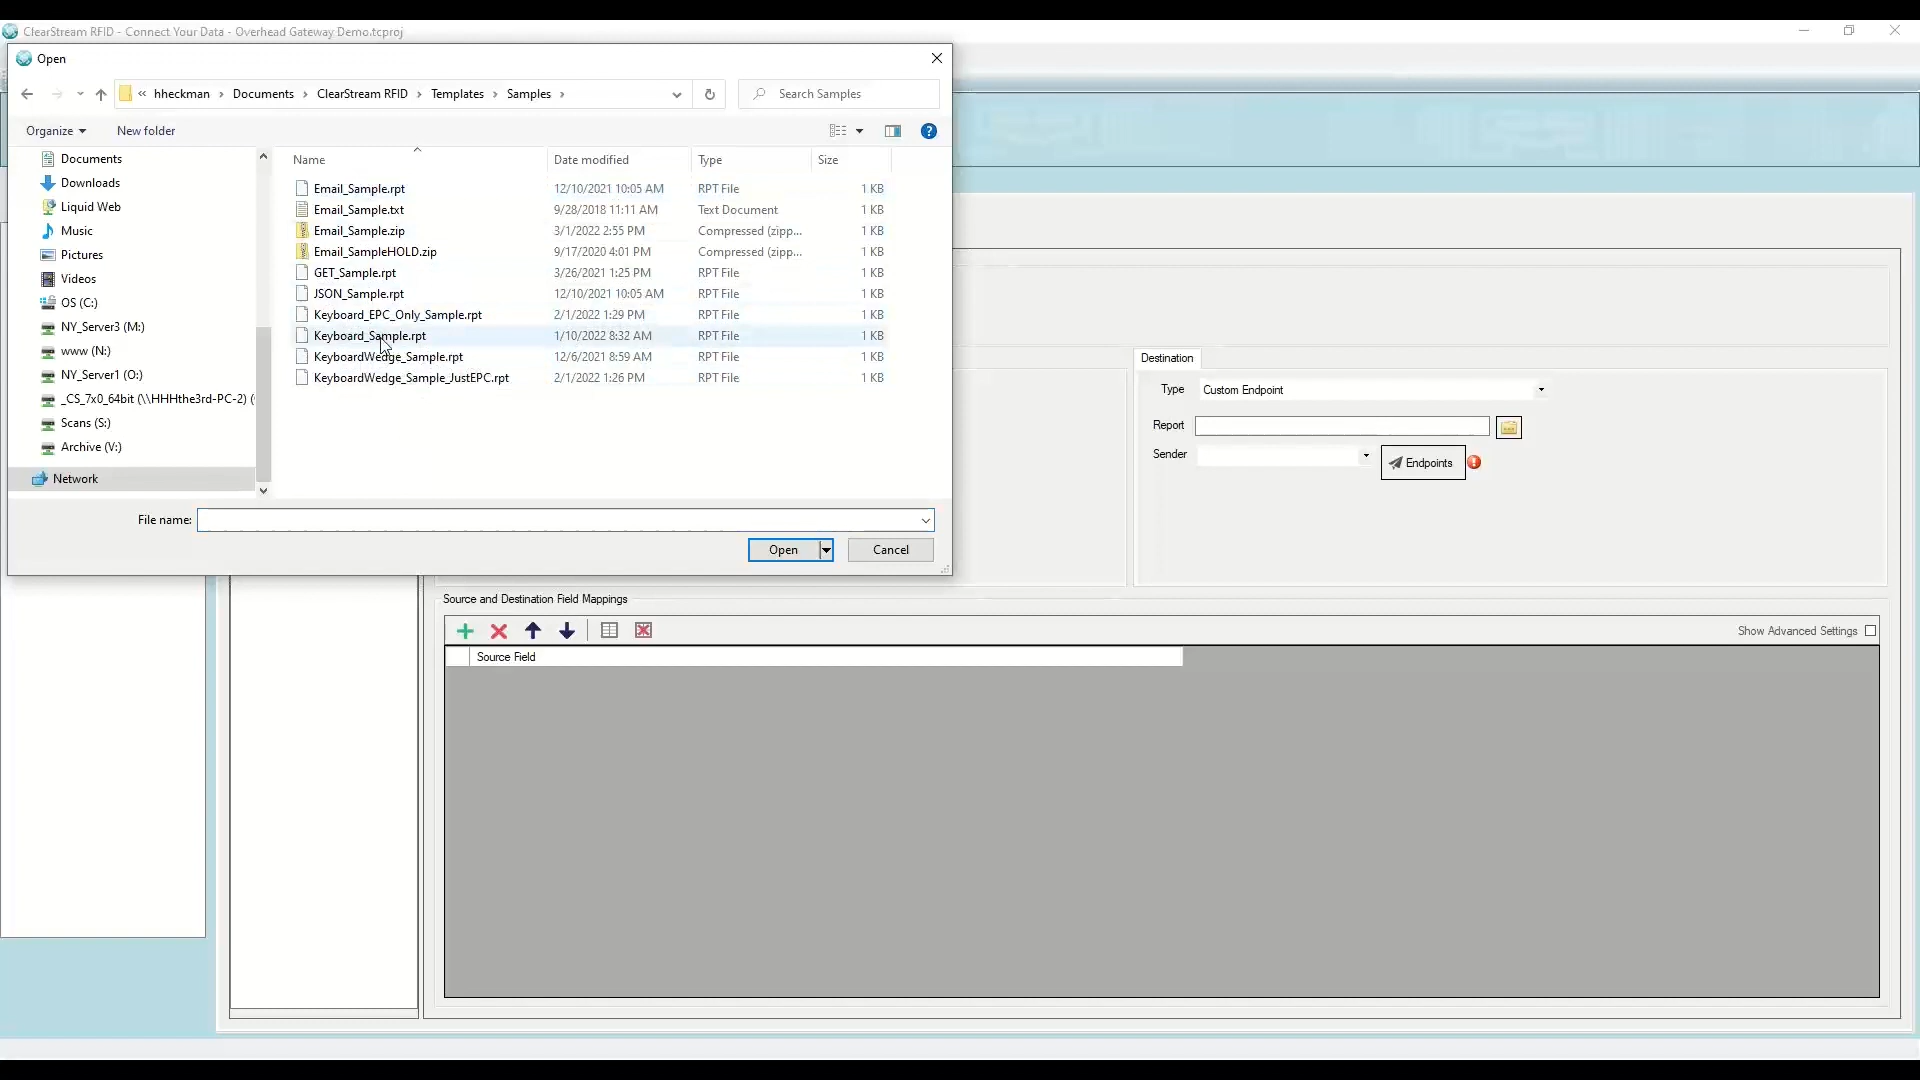 ClearStream RFID - Connect Your Data - Overhead Gateway Demo.tcproj
Open
« hheckman › Documents › ClearStream RFID › Templates › Samples ›
Search Samples
Organize
New folder
Documents
Downloads
Liquid Web
Music
Pictures
Videos
OS (C:)
NY_Server3 (M:)
www (N:)
NY_Server1 (O:)
_CS_7x0_64bit (\\HHHthe3rd-PC-2) (
Scans (S:)
Archive (V:)
Network
Name Date modified Type Size
Email_Sample.rpt 12/10/2021 10:05 AM RPT File 1 KB
Email_Sample.txt 9/28/2018 11:11 AM Text Document 1 KB
Email_Sample.zip 3/1/2022 2:55 PM Compressed (zipp... 1 KB
Email_SampleHOLD.zip 9/17/2020 4:01 PM Compressed (zipp... 1 KB
GET_Sample.rpt 3/26/2021 1:25 PM RPT File 1 KB
JSON_Sample.rpt 12/10/2021 10:05 AM RPT File 1 KB
Keyboard_EPC_Only_Sample.rpt 2/1/2022 1:29 PM RPT File 1 KB
Keyboard_Sample.rpt 1/10/2022 8:32 AM RPT File 1 KB
KeyboardWedge_Sample.rpt 12/6/2021 8:59 AM RPT File 1 KB
KeyboardWedge_Sample_JustEPC.rpt 2/1/2022 1:26 PM RPT File 1 KB
File name:
Open
Cancel
Destination
Type Custom Endpoint
Report
Sender
Endpoints
Source and Destination Field Mappings
Show Advanced Settings
Source Field